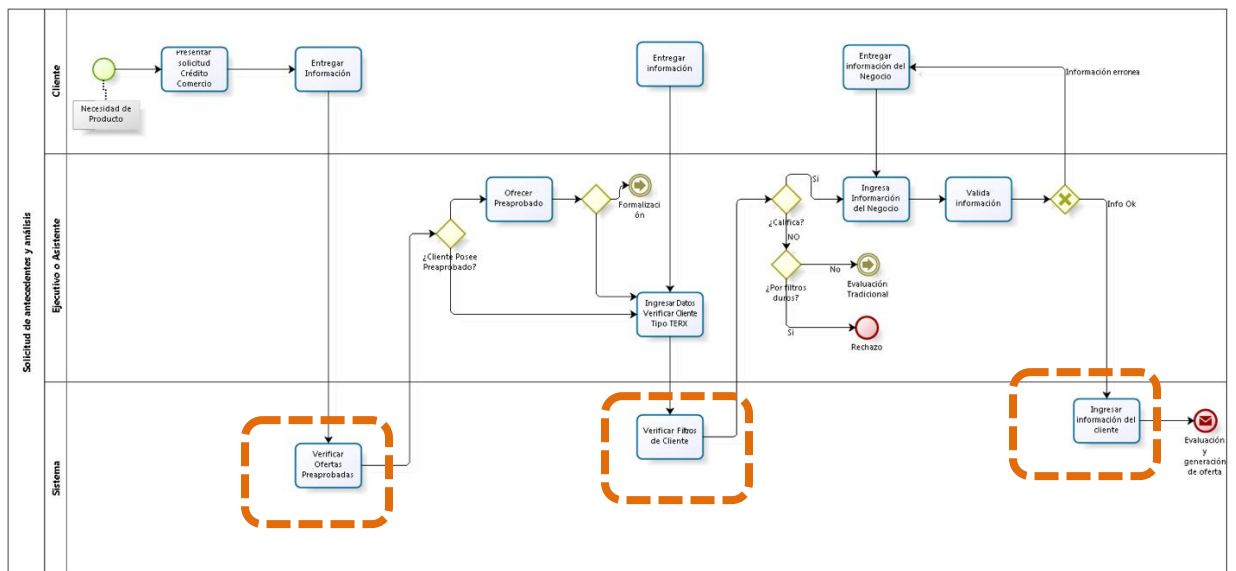 Solicitud de antecedentes y análisis
Cliente
Necesidad de
Producto
Presentar
solicitud
Crédito
Comercio
Entregar
Información
Entregar
información
Entregar
información del
Negocio
Información erronea
Ejecutivo o Asistente
¿Cliente Posee
Preaprobado?
Ofrecer
Preaprobado
Formalizaci
ón
Ingresar Datos
Verificar Cliente
Tipo TERX
¿Califica?
Si
NO
¿Por filtros
duros?
No
Evaluación
Tradicional
Si
Rechazo
Ingresa
Informarción
del Negocio
Valida
información
Info Ok
Sistema
Verificar
Ofertas
Preaprobadas
Verificar Filtros
de Cliente
Ingresar
información del
cliente
Evaluación
y
generación
de oferta